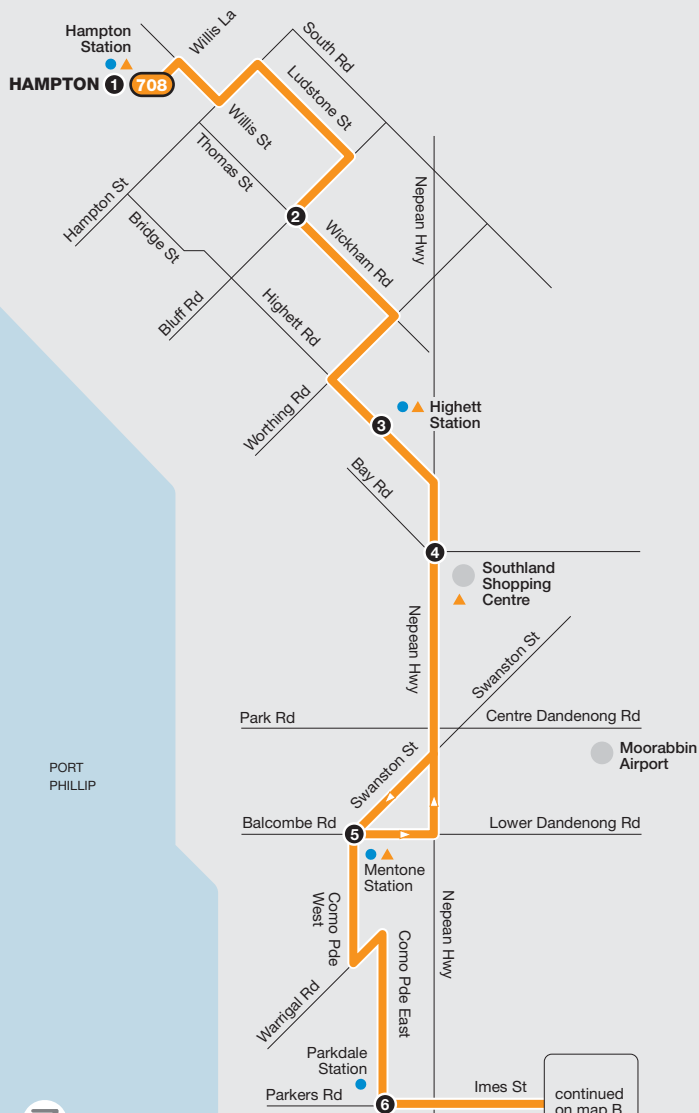 Willis La
Hampton
Station
HAMPTON 1 708
South Rd
Ludstone St
Willis St
Thomas St
Hampton St
Bridge St
2
Nepean Hwy
Wickham Rd
Bluff Rd
Highett Rd
Worthing Rd
3
Highett
Station
Bay Rd
4
Southland
Shopping
Centre
Nepean Hwy
Swanston St
Park Rd
Centre Dandenong Rd
Moorabbin
Airport
Swanston St
PORT
PHILLIP
Balcombe Rd
5
Lower Dandenong Rd
Mentone
Station
Como Pde
West
Como Pde East
Nepean Hwy
Warrigal Rd
Parkdale
Station
Parkers Rd
6
Imes St
continued
on map B